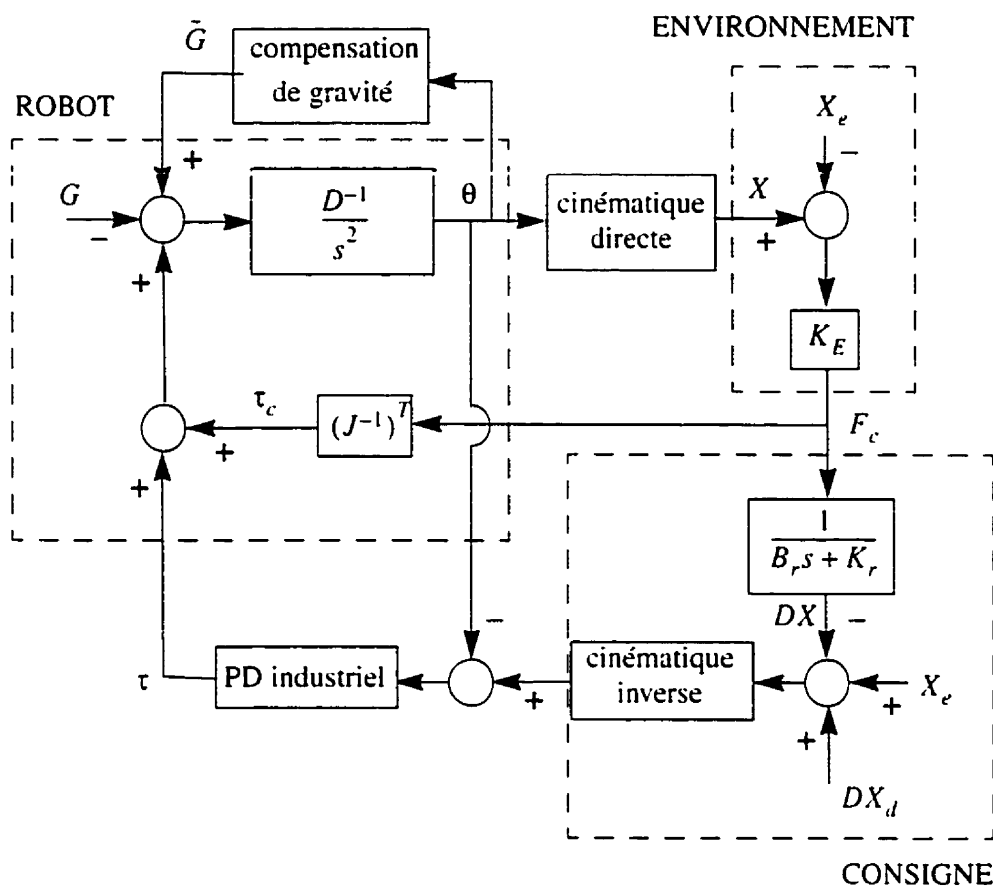 ENVIRONNEMENT
G̃
compensation
de gravité
ROBOT
X_e
−
+
G
−
D^{-1}
s^2
θ
cinématique
directe
X
+
+
K_E
τ_c
(J^{-1})^T
F_c
+
+
1
B_r s + K_r
DX
−
−
τ
PD industriel
+
cinématique
inverse
+
X_e
+
DX_d
CONSIGNE